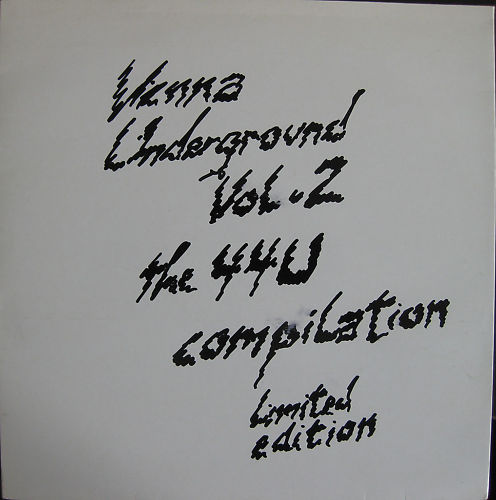 Vienna
Underground
Vol. 2
the 44U
compilation
Limited
edition